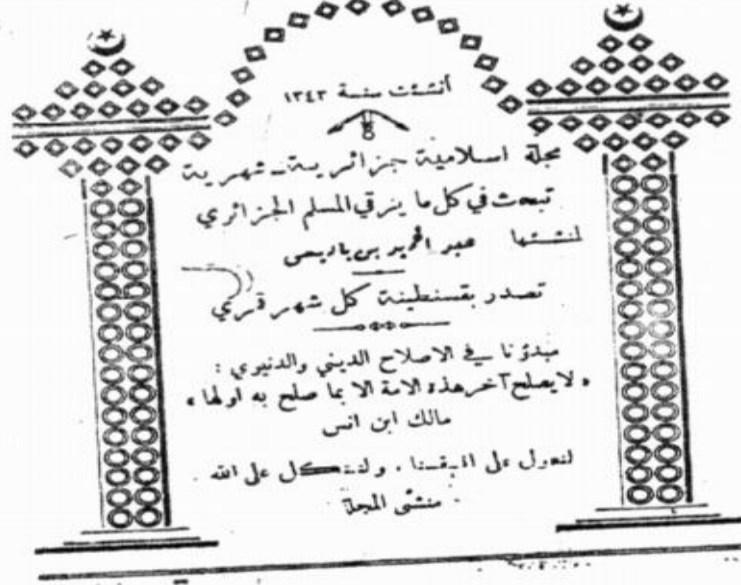 أنشئت سنة ١٣٤٣
مجلة اسلامية جزائرية - شهرية
تبحث في كل ما يرقي المسلم الجزائري
لمنشئها عبد الحميد بن باديس
تصدر بقسنطينة كل شهر قمري
مبدؤنا في الاصلاح الديني والدنيوي :
« لا يصلح آخر هذه الامة الا بما صلح به اولها »
مالك ابن انس
لنعول على انفسنا . ولنتكل على الله
منشئ المجلة